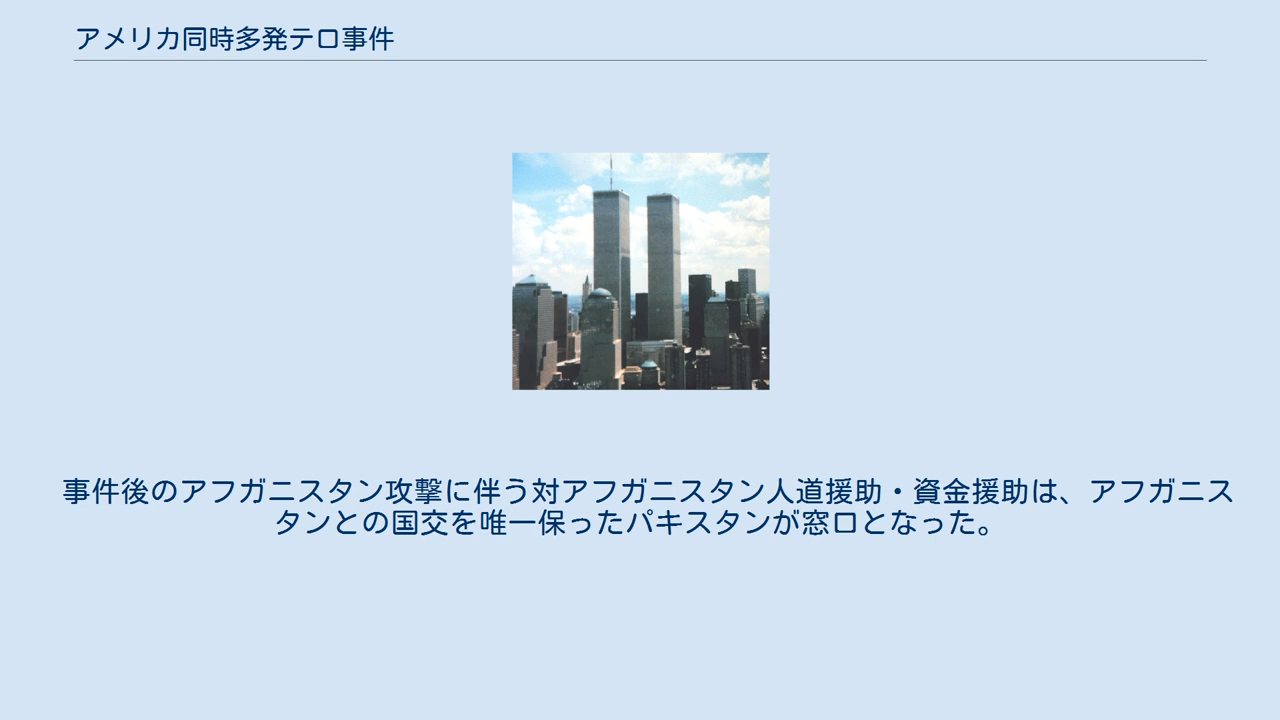 アメリカ同時多発テロ事件
事件後のアフガニスタン攻撃に伴う対アフガニスタン人道援助・資金援助は、アフガニス
タンとの国交を唯一保ったパキスタンが窓口となった。